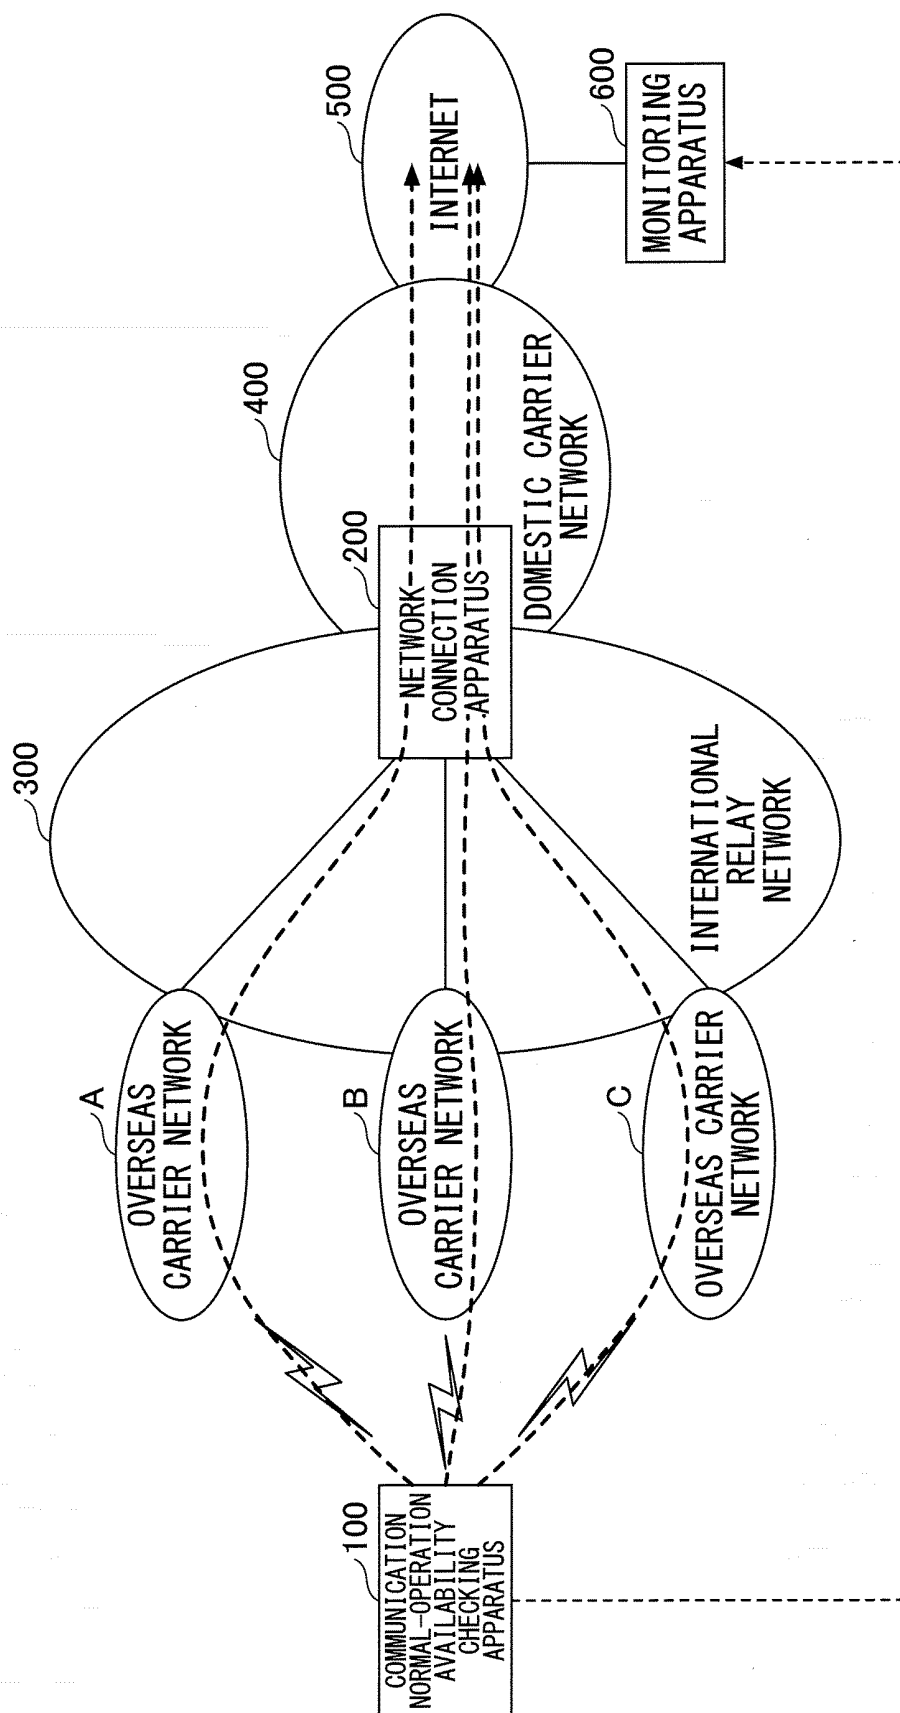 100
COMMUNICATION
NORMAL-OPERATION
AVAILABILITY
CHECKING
APPARATUS
A
OVERSEAS
CARRIER NETWORK
B
OVERSEAS
CARRIER NETWORK
C
OVERSEAS CARRIER
NETWORK
300
INTERNATIONAL
RELAY
NETWORK
200
NETWORK
CONNECTION
APPARATUS
400
DOMESTIC CARRIER
NETWORK
500
INTERNET
600
MONITORING
APPARATUS